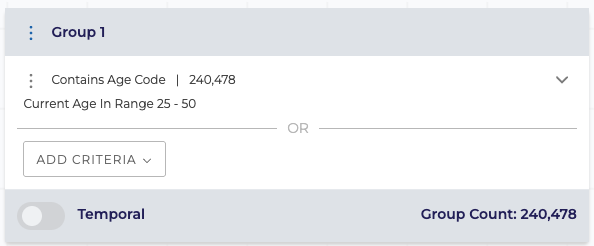 Group 1
Contains Age Code | 240,478
Current Age In Range 25 - 50
OR
ADD CRITERIA
Temporal Group Count: 240,478